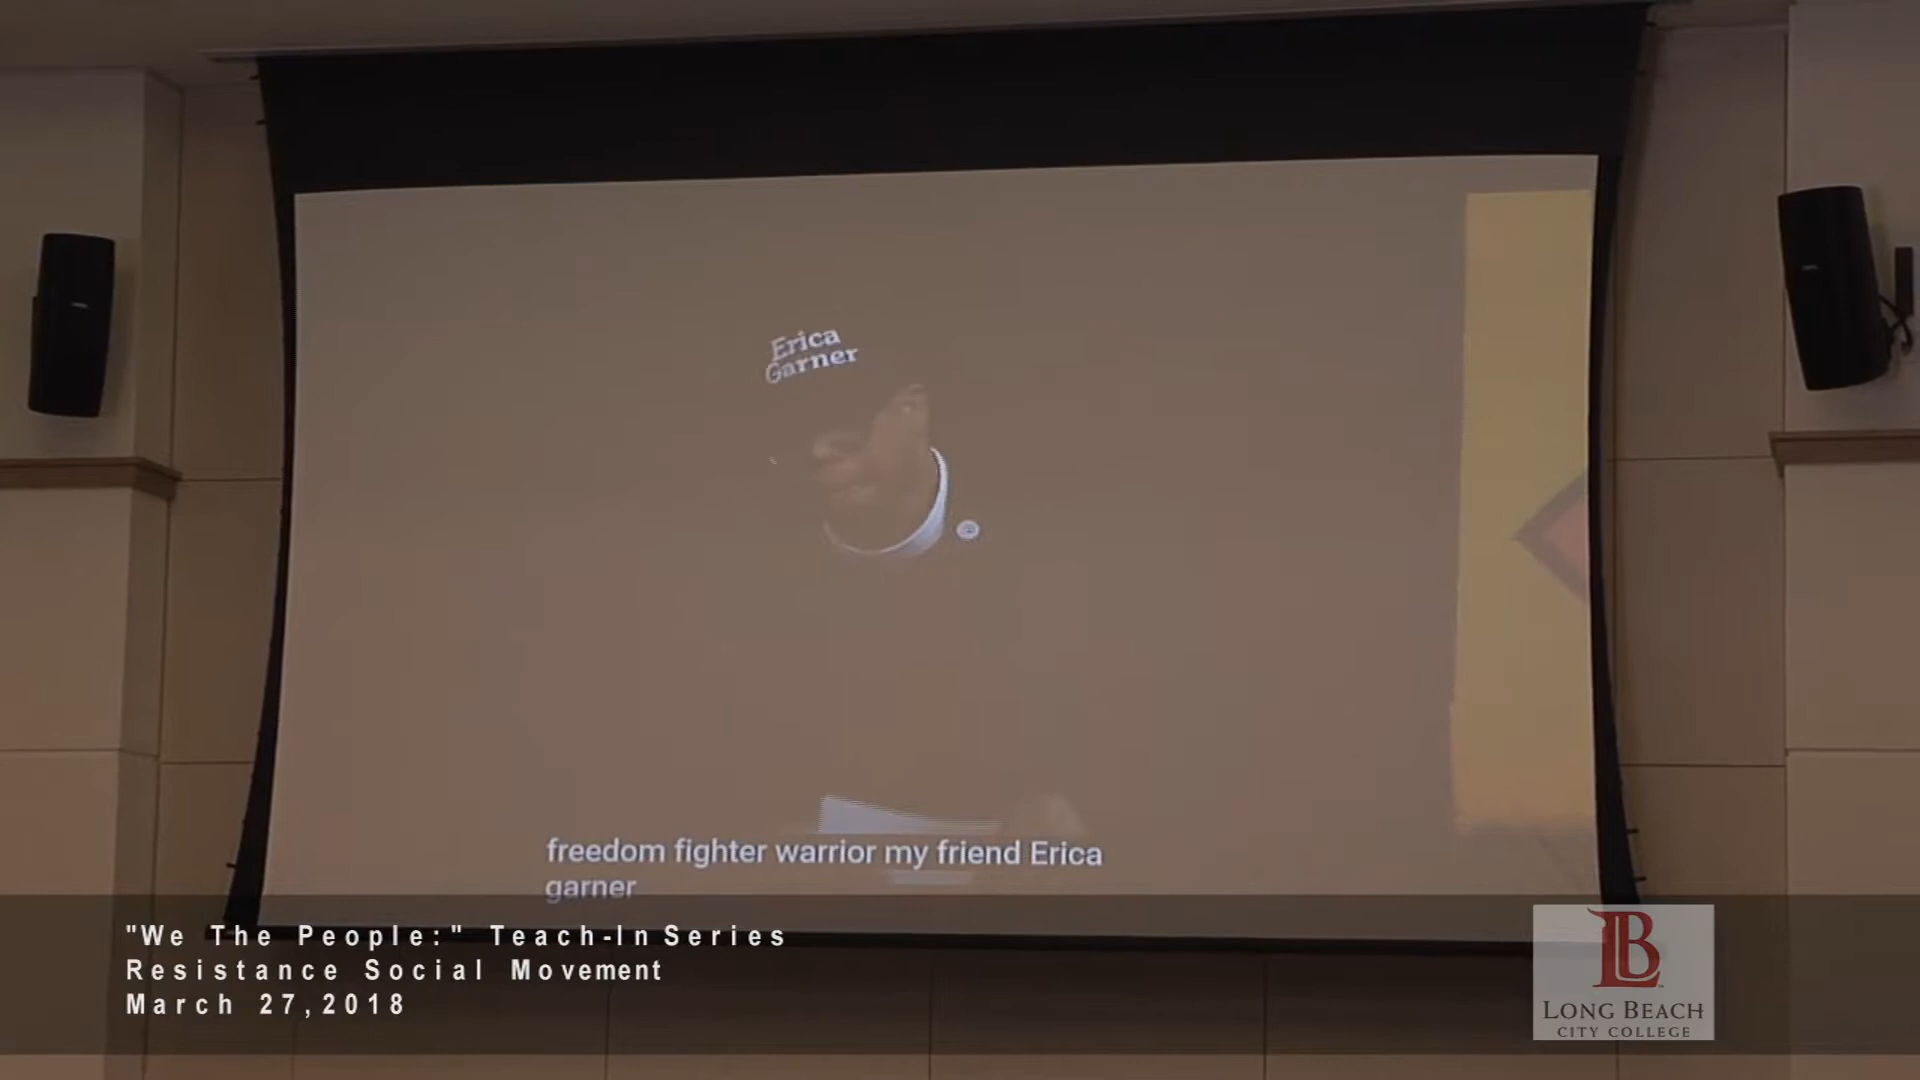 Erica
Garner
freedom fighter warrior my friend Erica
garner
"We The People:" Teach-In Series
Resistance Social Movement
March 27,2018
LB
LONG BEACH
CITY COLLEGE